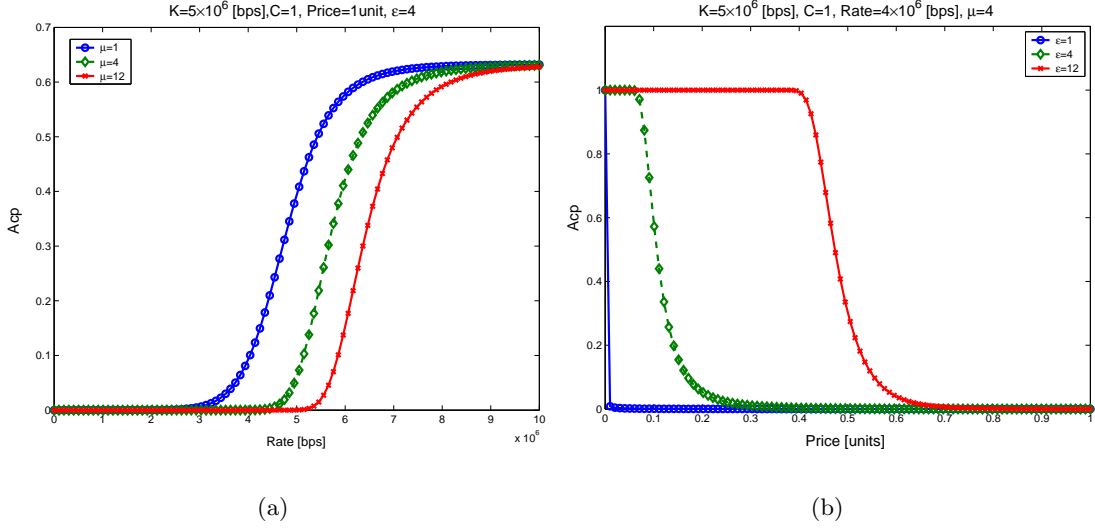 K=5×10^6 [bps],C=1, Price=1unit, ε=4
0.7
0.6
0.5
0.4
0.3
0.2
0.1
0
Acp
μ=1
μ=4
μ=12
0 1 2 3 4 5 6 7 8 9 10
x 10^6
Rate [bps]
(a)
K=5×10^6 [bps], C=1, Rate=4×10^6 [bps], μ=4
1
0.8
0.6
0.4
0.2
0
Acp
ε=1
ε=4
ε=12
0 0.1 0.2 0.3 0.4 0.5 0.6 0.7 0.8 0.9 1
Price [units]
(b)